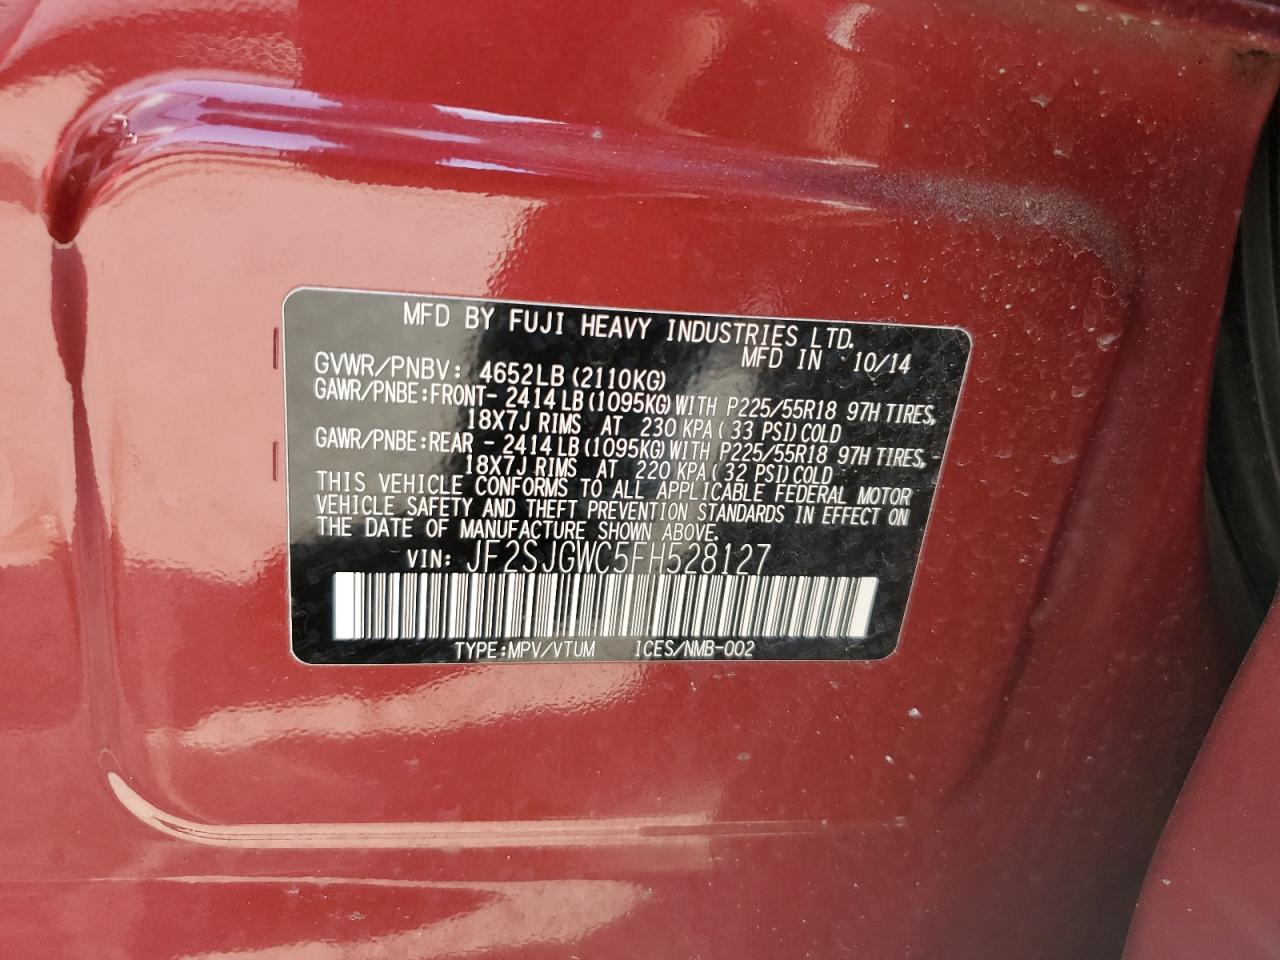 MFD BY FUJI HEAVY INDUSTRIES LTD.
MFD IN 10/14
GVWR/PNBV: 4652LB (2110KG)
GAWR/PNBE:FRONT- 2414LB (1095KG) WITH P225/55R18 97H TIRES,
18X7J RIMS AT 230 KPA ( 33 PSI) COLD
GAWR/PNBE:REAR - 2414LB (1095KG) WITH P225/55R18 97H TIRES,
18X7J RIMS AT 220 KPA ( 32 PSI) COLD
THIS VEHICLE CONFORMS TO ALL APPLICABLE FEDERAL MOTOR
VEHICLE SAFETY AND THEFT PREVENTION STANDARDS IN EFFECT ON
THE DATE OF MANUFACTURE SHOWN ABOVE.
VIN: JF2SJGWC5FH528127
TYPE:MPV/VTUM ICES/NMB-002